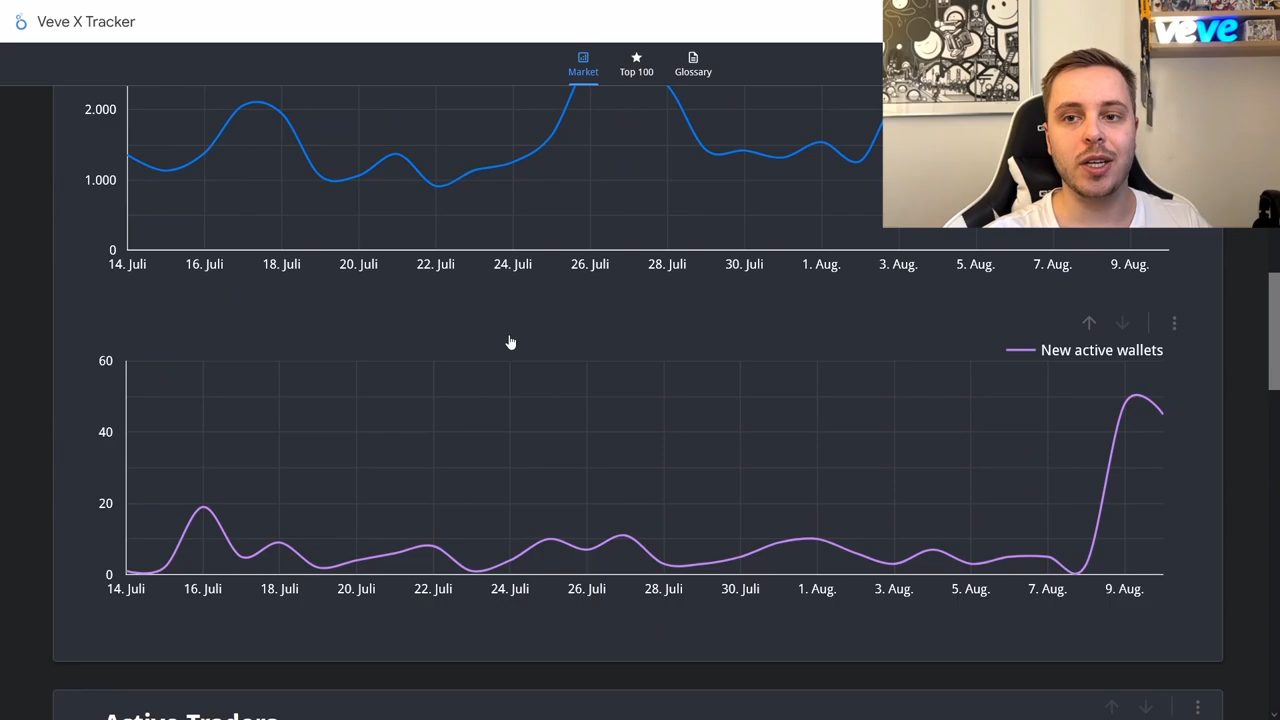 Veve X Tracker
veve
Market Top 100 Glossary
2.000
1.000
0
14. Juli 16. Juli 18. Juli 20. Juli 22. Juli 24. Juli 26. Juli 28. Juli 30. Juli 1. Aug. 3. Aug. 5. Aug. 7. Aug. 9. Aug.
New active wallets
60
40
20
0
14. Juli 16. Juli 18. Juli 20. Juli 22. Juli 24. Juli 26. Juli 28. Juli 30. Juli 1. Aug. 3. Aug. 5. Aug. 7. Aug. 9. Aug.
Active Traders